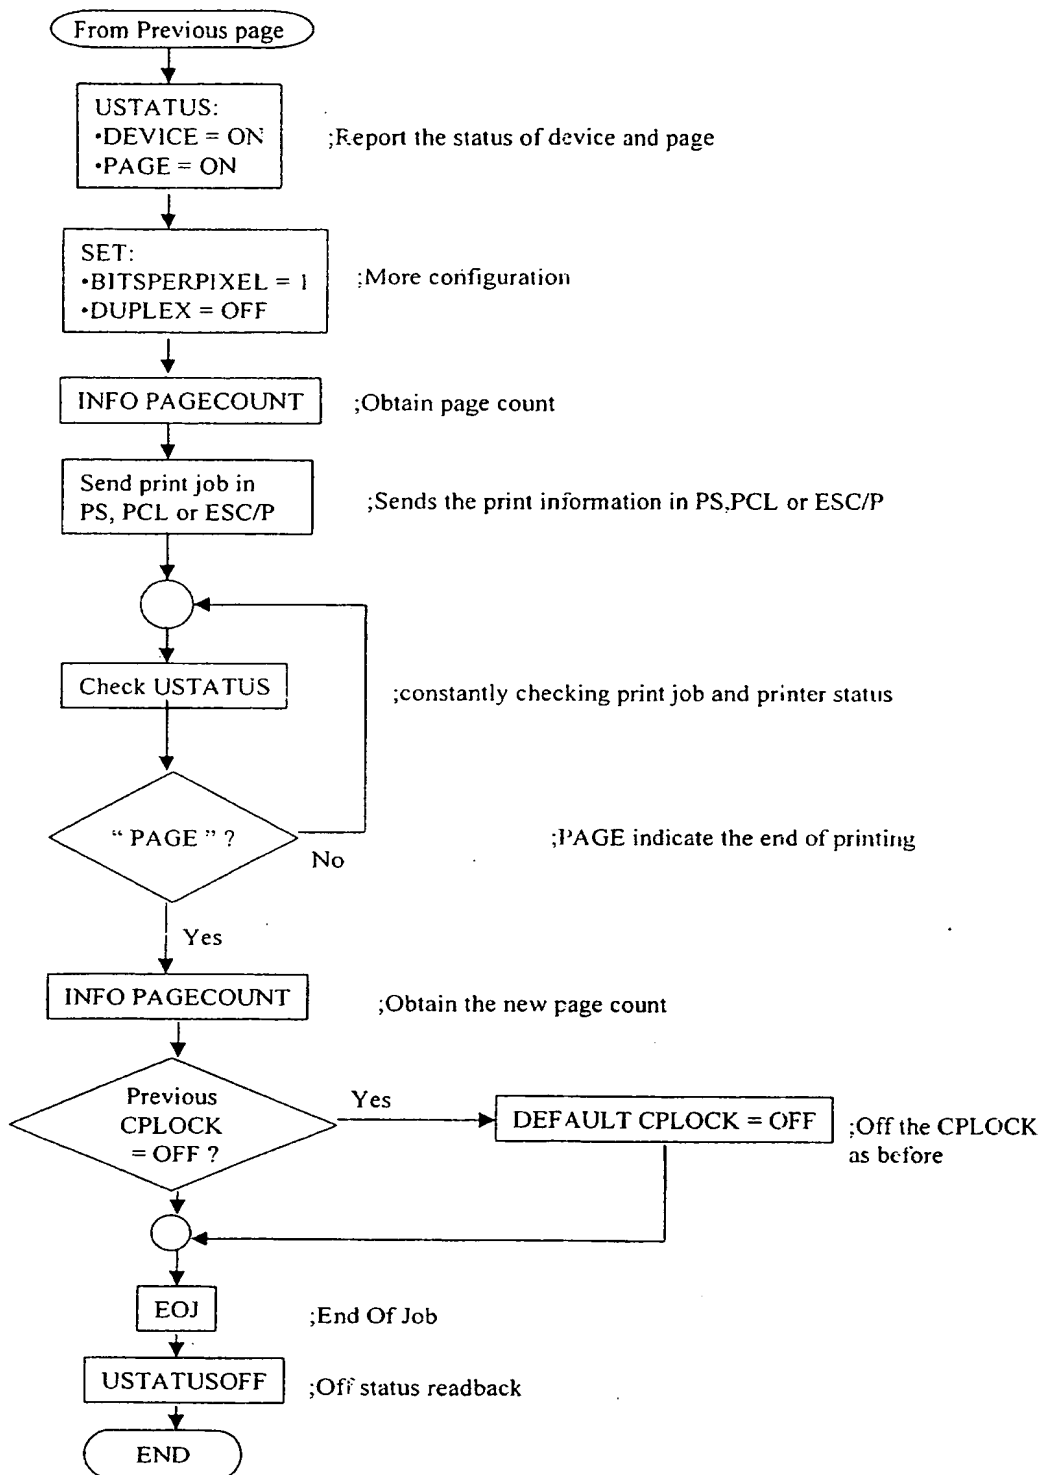 From Previous page
USTATUS:
•DEVICE = ON
•PAGE = ON
;Report the status of device and page
SET:
•BITSPERPIXEL = 1
•DUPLEX = OFF
;More configuration
INFO PAGECOUNT
;Obtain page count
Send print job in
PS, PCL or ESC/P
;Sends the print information in PS,PCL or ESC/P
Check USTATUS
;constantly checking print job and printer status
“ PAGE ” ?
No
;PAGE indicate the end of printing
Yes
INFO PAGECOUNT
;Obtain the new page count
Previous
CPLOCK
= OFF ?
Yes
DEFAULT CPLOCK = OFF
;Off the CPLOCK
as before
EOJ
;End Of Job
USTATUSOFF
;Off status readback
END